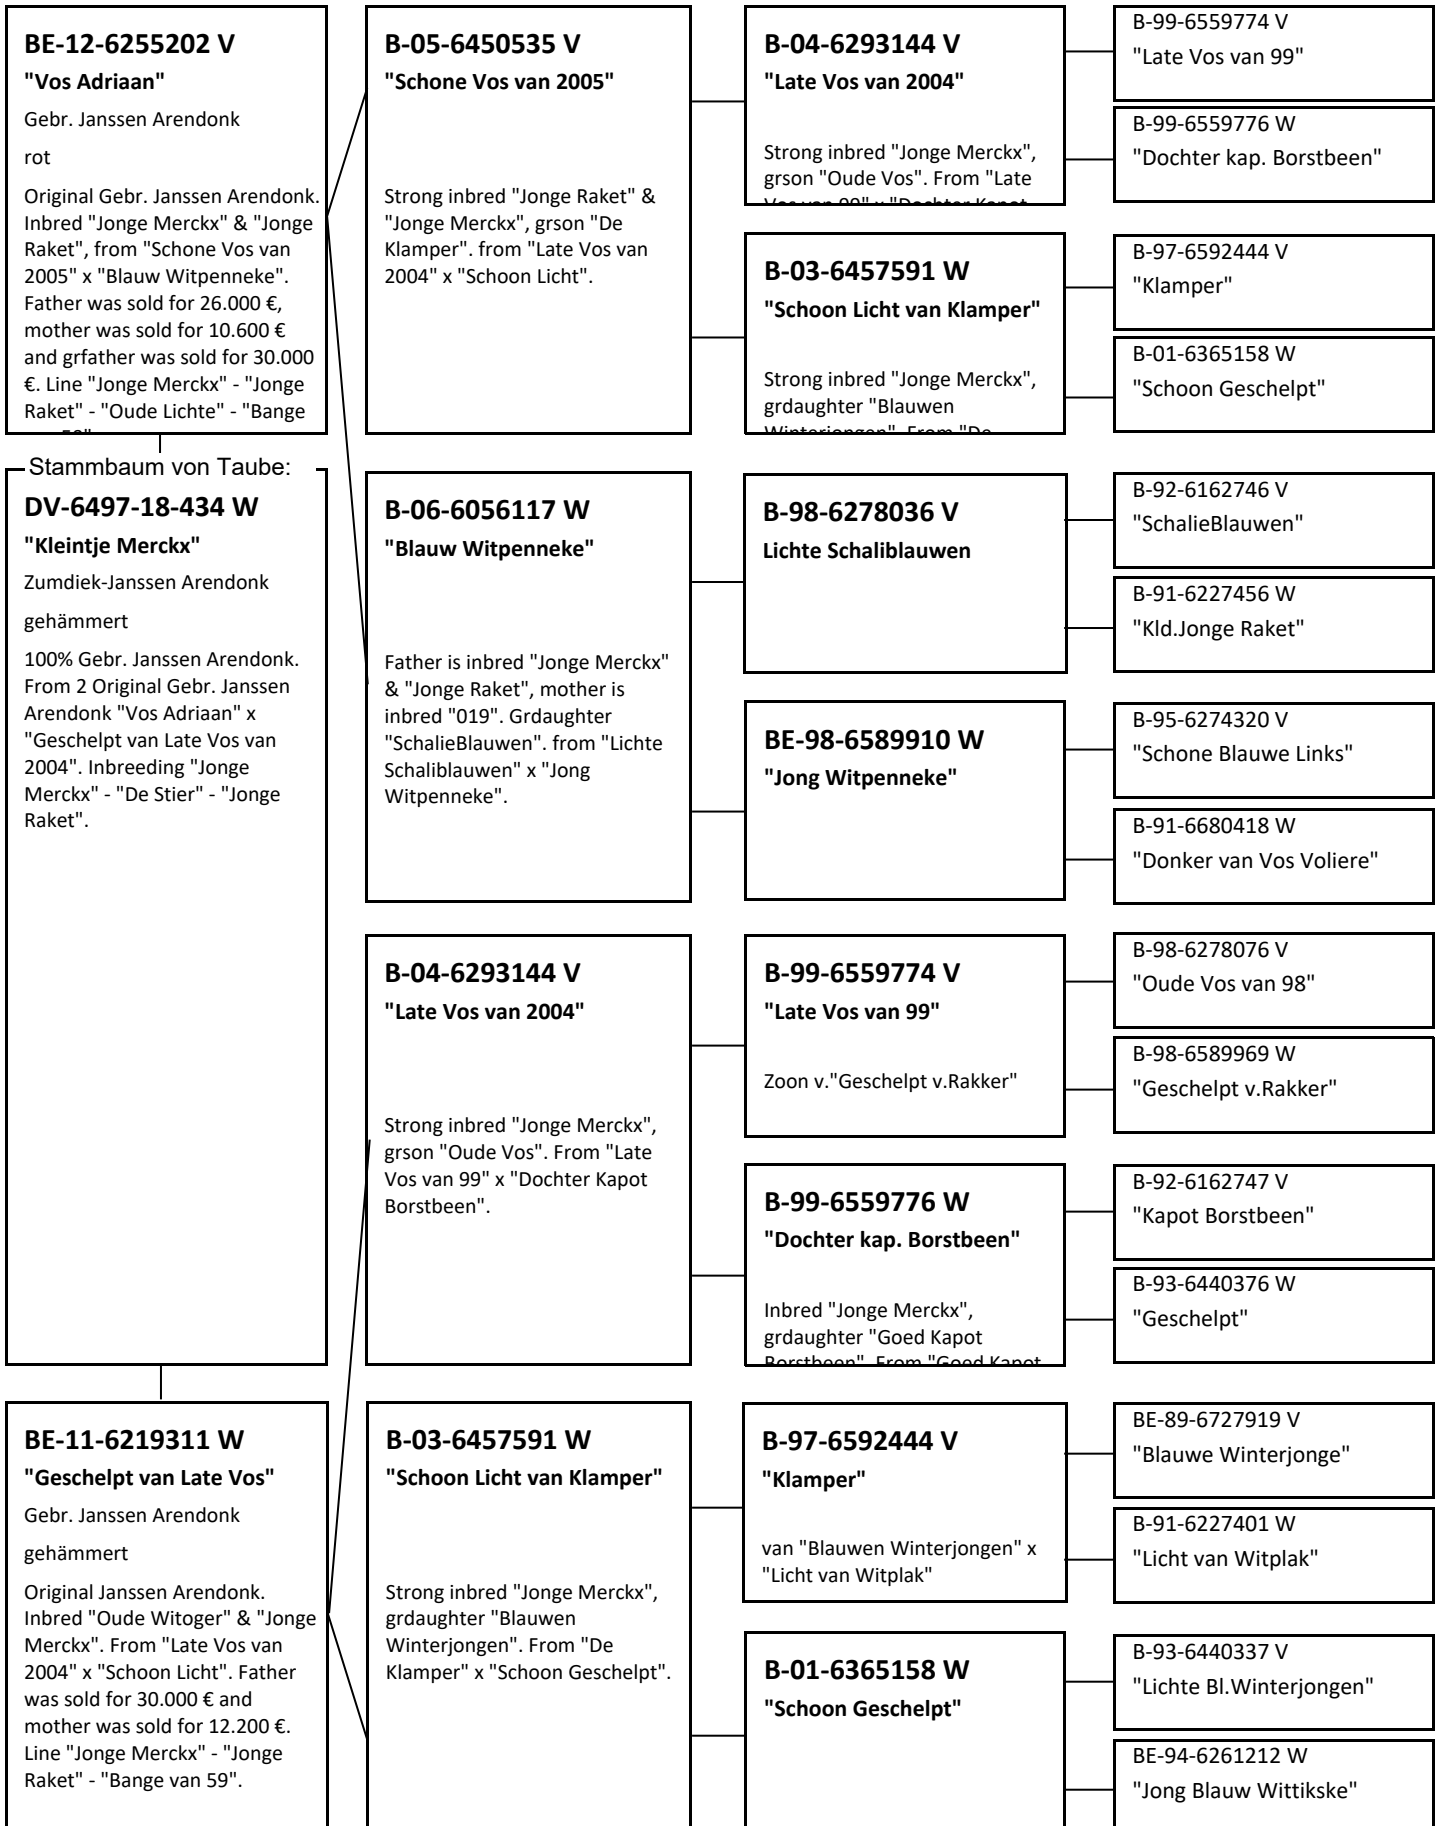 BE-12-6255202 V
"Vos Adriaan"
Gebr. Janssen Arendonk
rot
Original Gebr. Janssen Arendonk.
Inbred "Jonge Merckx" & "Jonge
Raket", from "Schone Vos van
2005" x "Blauw Witpenneke".
Father was sold for 26.000 €,
mother was sold for 10.600 €
and grfather was sold for 30.000
€. Line "Jonge Merckx" - "Jonge
Raket" - "Oude Lichte" - "Bange
Stammbaum von Taube:
DV-6497-18-434 W
"Kleintje Merckx"
Zumdiek-Janssen Arendonk
gehämmert
100% Gebr. Janssen Arendonk.
From 2 Original Gebr. Janssen
Arendonk "Vos Adriaan" x
"Geschelpt van Late Vos van
2004". Inbreeding "Jonge
Merckx" - "De Stier" - "Jonge
Raket".
BE-11-6219311 W
"Geschelpt van Late Vos"
Gebr. Janssen Arendonk
gehämmert
Original Janssen Arendonk.
Inbred "Oude Witoger" & "Jonge
Merckx". From "Late Vos van
2004" x "Schoon Licht". Father
was sold for 30.000 € and
mother was sold for 12.200 €.
Line "Jonge Merckx" - "Jonge
Raket" - "Bange van 59".
B-05-6450535 V
"Schone Vos van 2005"
Strong inbred "Jonge Raket" &
"Jonge Merckx", grson "De
Klamper". from "Late Vos van
2004" x "Schoon Licht".
B-06-6056117 W
"Blauw Witpenneke"
Father is inbred "Jonge Merckx"
& "Jonge Raket", mother is
inbred "019". Grdaughter
"SchalieBlauwen". from "Lichte
Schaliblauwen" x "Jong
Witpenneke".
B-04-6293144 V
"Late Vos van 2004"
Strong inbred "Jonge Merckx",
grson "Oude Vos". From "Late
Vos van 99" x "Dochter Kapot
Borstbeen".
B-03-6457591 W
"Schoon Licht van Klamper"
Strong inbred "Jonge Merckx",
grdaughter "Blauwen
Winterjongen". From "De
Klamper" x "Schoon Geschelpt".
B-04-6293144 V
"Late Vos van 2004"
Strong inbred "Jonge Merckx",
grson "Oude Vos". From "Late
Vos van 99" x "Dochter Kapot
B-03-6457591 W
"Schoon Licht van Klamper"
Strong inbred "Jonge Merckx",
grdaughter "Blauwen
Winterjongen". From "De
B-98-6278036 V
Lichte Schaliblauwen
BE-98-6589910 W
"Jong Witpenneke"
B-99-6559774 V
"Late Vos van 99"
Zoon v."Geschelpt v.Rakker"
B-99-6559776 W
"Dochter kap. Borstbeen"
Inbred "Jonge Merckx",
grdaughter "Goed Kapot
Borstbeen". From "Goed Kapot
B-97-6592444 V
"Klamper"
van "Blauwen Winterjongen" x
"Licht van Witplak"
B-01-6365158 W
"Schoon Geschelpt"
B-99-6559774 V
"Late Vos van 99"
B-99-6559776 W
"Dochter kap. Borstbeen"
B-97-6592444 V
"Klamper"
B-01-6365158 W
"Schoon Geschelpt"
B-92-6162746 V
"SchalieBlauwen"
B-91-6227456 W
"Kld.Jonge Raket"
B-95-6274320 V
"Schone Blauwe Links"
B-91-6680418 W
"Donker van Vos Voliere"
B-98-6278076 V
"Oude Vos van 98"
B-98-6589969 W
"Geschelpt v.Rakker"
B-92-6162747 V
"Kapot Borstbeen"
B-93-6440376 W
"Geschelpt"
BE-89-6727919 V
"Blauwe Winterjonge"
B-91-6227401 W
"Licht van Witplak"
B-93-6440337 V
"Lichte Bl.Winterjongen"
BE-94-6261212 W
"Jong Blauw Wittikske"